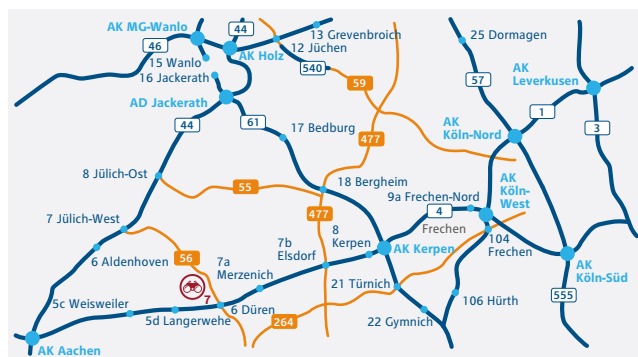 AK MG-Wanlo
44
13 Grevenbroich
12 Jüchen
25 Dormagen
46
AK Holz
15 Wanlo
16 Jackerath
540
AK
Leverkusen
59
57
AD Jackerath
1
44
61
17 Bedburg
477
AK
Köln-Nord
3
8 Jülich-Ost
55
18 Bergheim
9a Frechen-Nord
AK
Köln-
West
477
4
7 Jülich-West
8
Kerpen
Frechen
7b
Elsdorf
AK Kerpen
104
Frechen
6 Aldenhoven
56
7a
Merzenich
AK
Köln-Süd
7
21 Türnich
5c Weisweiler
6 Düren
106 Hürth
555
5d Langerwehe
264
22 Gymnich
AK Aachen